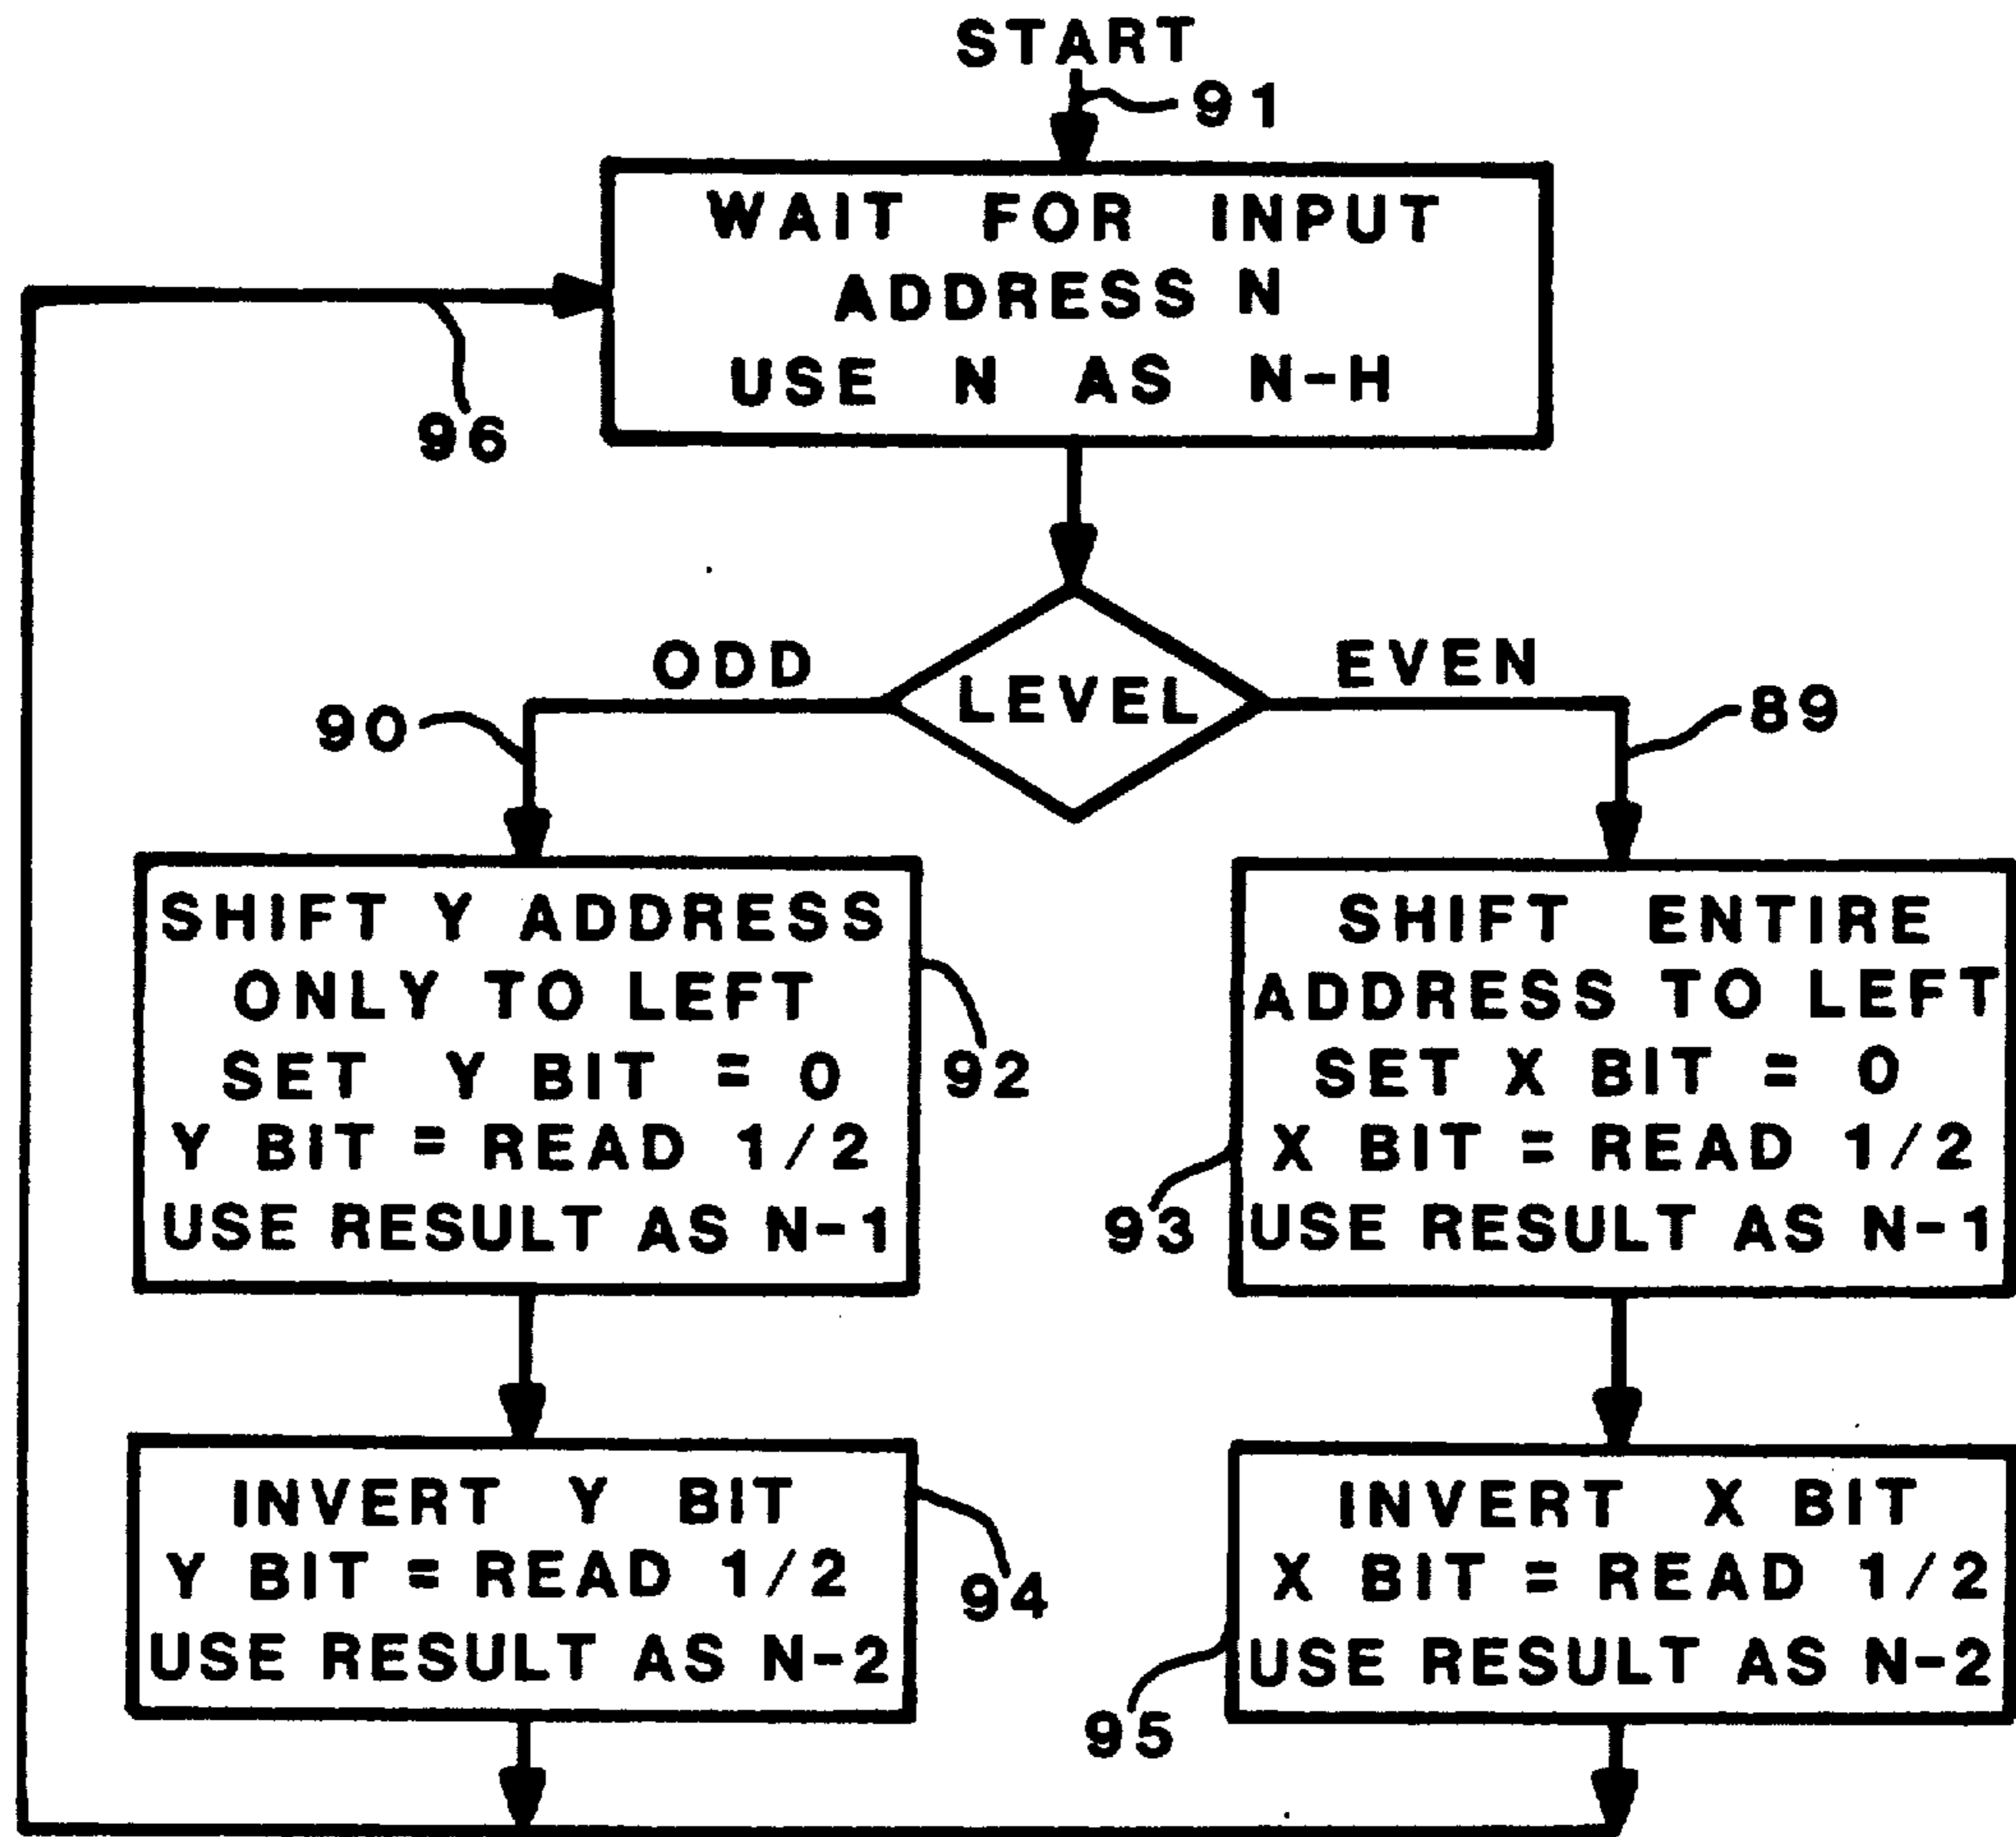 START
91
WAIT FOR INPUT
ADDRESS N
USE N AS N-H
96
ODD
LEVEL
EVEN
90
89
SHIFT Y ADDRESS
ONLY TO LEFT
SET Y BIT = 0
Y BIT = READ 1/2
USE RESULT AS N-1
92
SHIFT ENTIRE
ADDRESS TO LEFT
SET X BIT = 0
X BIT = READ 1/2
USE RESULT AS N-1
93
INVERT Y BIT
Y BIT = READ 1/2
USE RESULT AS N-2
94
INVERT X BIT
X BIT = READ 1/2
USE RESULT AS N-2
95